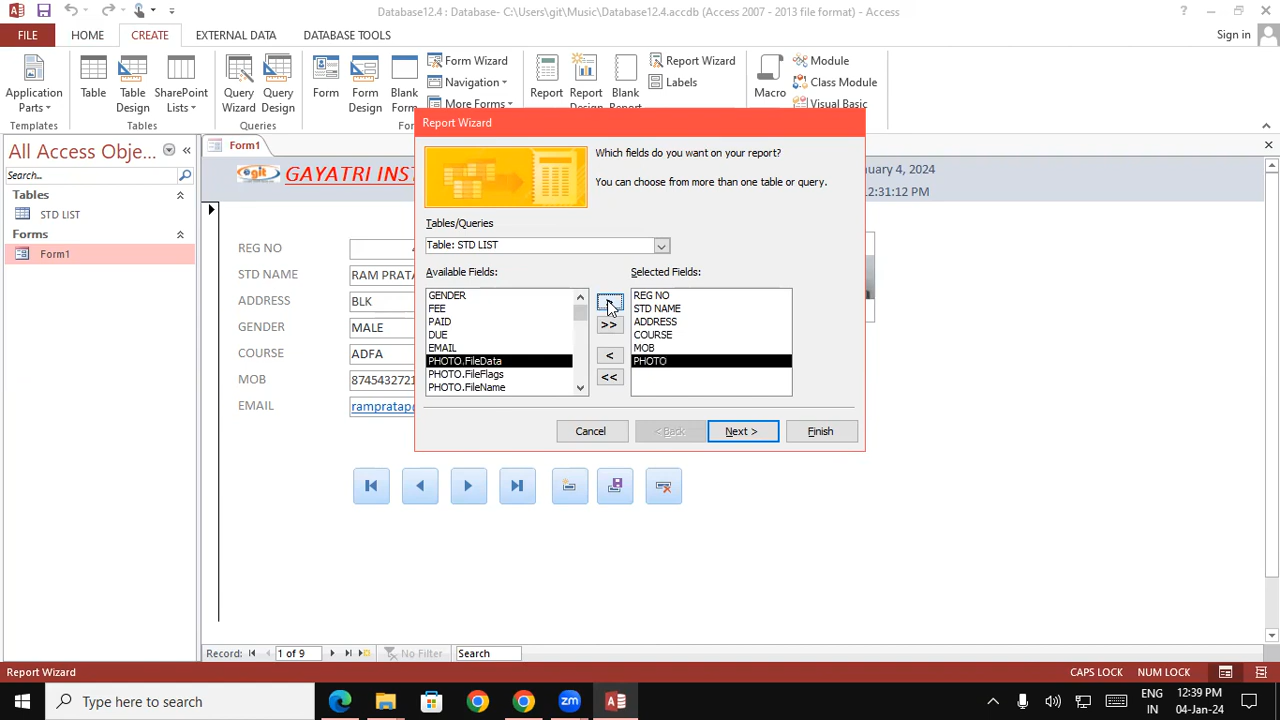 Database12.4 : Database- C:\Users\git\Music\Database12.4.accdb (Access 2007 - 2013 file format) - Access
Sign in
FILE HOME CREATE EXTERNAL DATA DATABASE TOOLS
Application Parts
Table
Table Design
SharePoint Lists
Query Wizard
Query Design
Form
Form Design
Blank Form
Form Wizard
Navigation
More Forms
Report
Report Design
Blank Report
Report Wizard
Labels
Macro
Module
Class Module
Visual Basic
Templates
Tables
Queries
All Access Obje...
Search...
Tables
STD LIST
Forms
Form1
Form1
GAYATRI INST
12:31:12 PM
REG NO
STD NAME RAM PRATA
ADDRESS BLK
GENDER MALE
COURSE ADFA
MOB 8745432721
EMAIL rampratap@
Report Wizard
Which fields do you want on your report?
You can choose from more than one table or query.
Tables/Queries
Table: STD LIST
Available Fields:
GENDER
FEE
PAID
DUE
EMAIL
PHOTO.FileData
PHOTO.FileFlags
PHOTO.FileName
>
>>
<
<<
Selected Fields:
REG NO
STD NAME
ADDRESS
COURSE
MOB
PHOTO
Cancel
< Back
Next >
Finish
Record: 1 of 9 No Filter Search
Report Wizard
CAPS LOCK NUM LOCK
Type here to search
zm
ENG
IN
12:39 PM
04-Jan-24